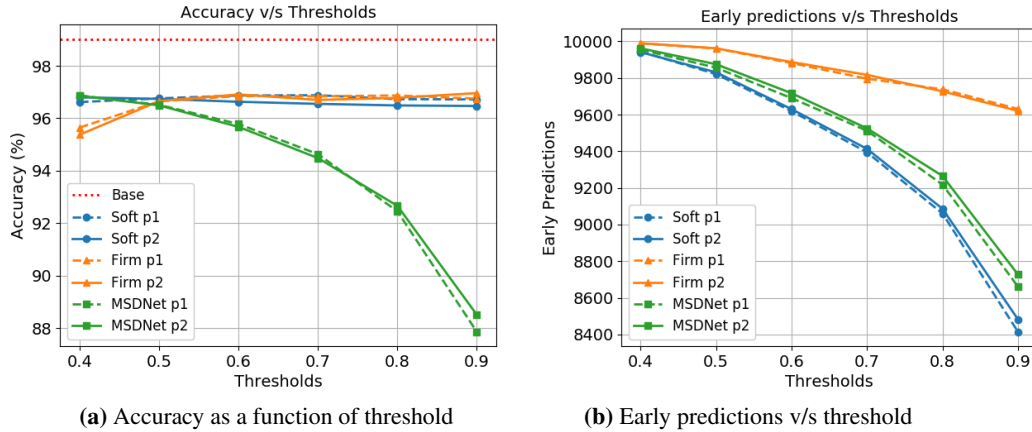 Accuracy v/s Thresholds
98
96
94
92
90
88
Accuracy (%)
Base
Soft p1
Soft p2
Firm p1
Firm p2
MSDNet p1
MSDNet p2
0.4 0.5 0.6 0.7 0.8 0.9
Thresholds
(a) Accuracy as a function of threshold
Early predictions v/s Thresholds
10000
9800
9600
9400
9200
9000
8800
8600
8400
Early Predictions
Soft p1
Soft p2
Firm p1
Firm p2
MSDNet p1
MSDNet p2
0.4 0.5 0.6 0.7 0.8 0.9
Thresholds
(b) Early predictions v/s threshold